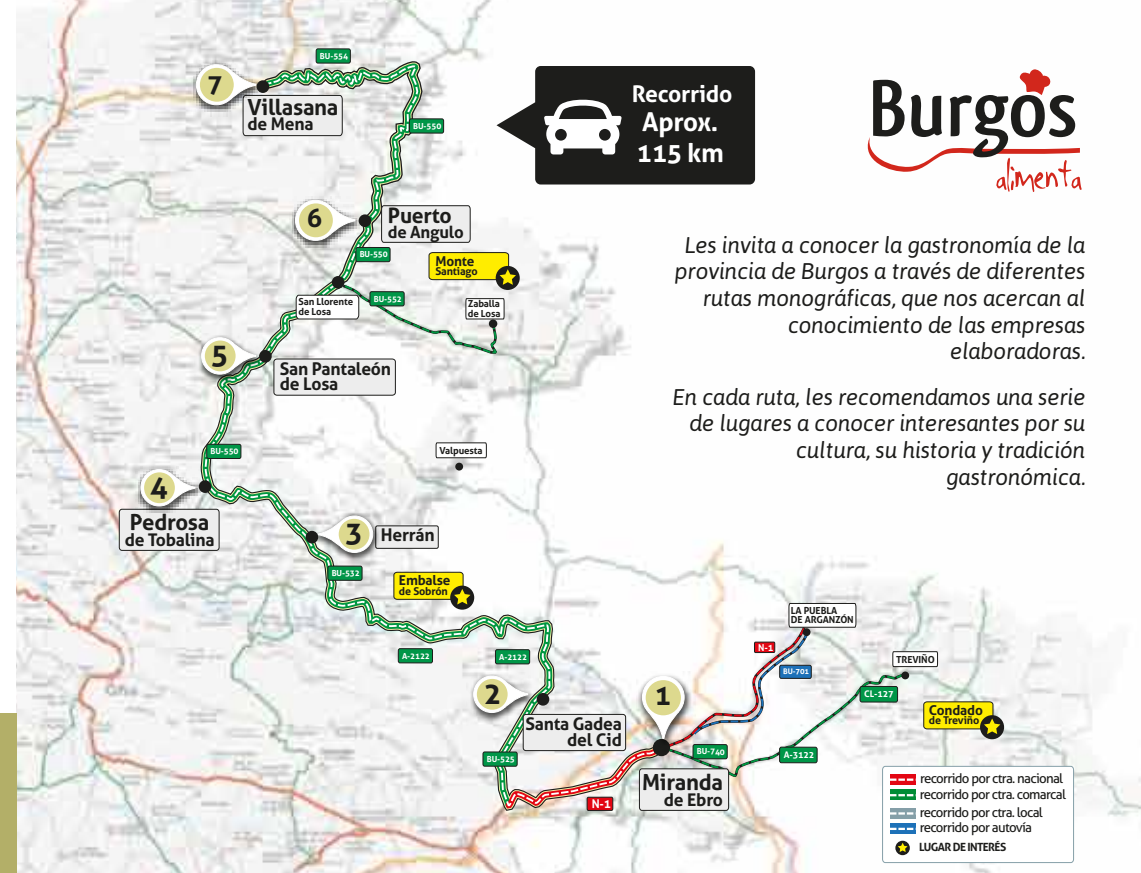 BU-554
7
Villasana
de Mena
BU-550
Recorrido
Aprox.
115 km
Burgos
alimenta
6
Puerto
de Angulo
BU-550
Monte
Santiago
San Llorente
de Losa
BU-552
Zaballa
de Losa
Les invita a conocer la gastronomía de la
provincia de Burgos a través de diferentes
rutas monográficas, que nos acercan al
conocimiento de las empresas
elaboradoras.
En cada ruta, les recomendamos una serie
de lugares a conocer interesantes por su
cultura, su historia y tradición
gastronómica.
5
San Pantaleón
de Losa
BU-550
Valpuesta
4
Pedrosa
de Tobalina
3
Herrán
BU-532
Embalse
de Sobrón
A-2122
A-2122
LA PUEBLA
DE ARGANZÓN
N-1
BU-701
TREVIÑO
CL-127
Condado
de Treviño
2
Santa Gadea
del Cid
1
BU-525
BU-740
A-3122
Miranda
de Ebro
N-1
recorrido por ctra. nacional
recorrido por ctra. comarcal
recorrido por ctra. local
recorrido por autovía
LUGAR DE INTERÉS